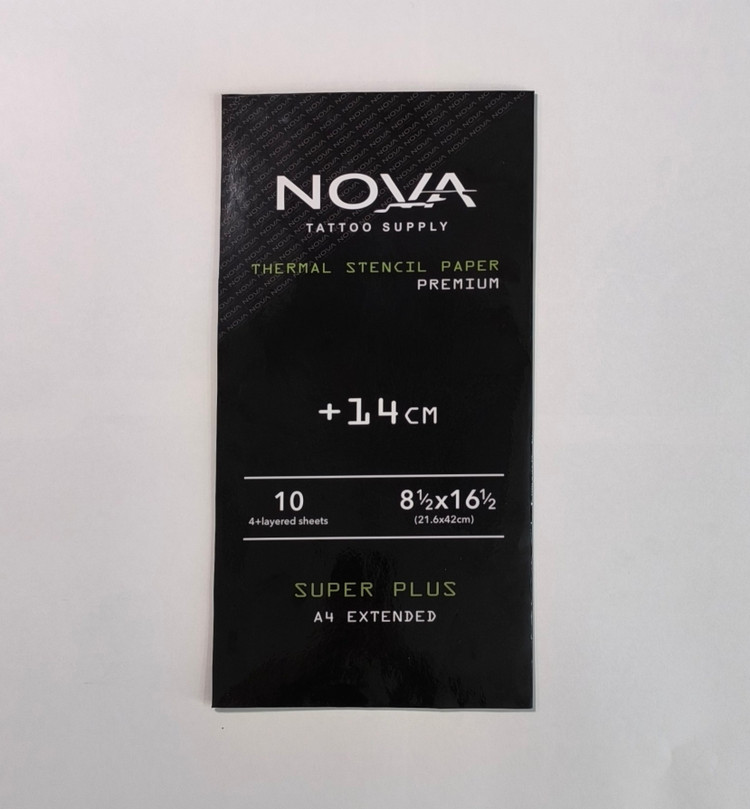 NOVA
TATTOO SUPPLY
THERMAL STENCIL PAPER
PREMIUM
+14CM
10
4+layered sheets
8½x16½
(21.6x42cm)
SUPER PLUS
A4 EXTENDED